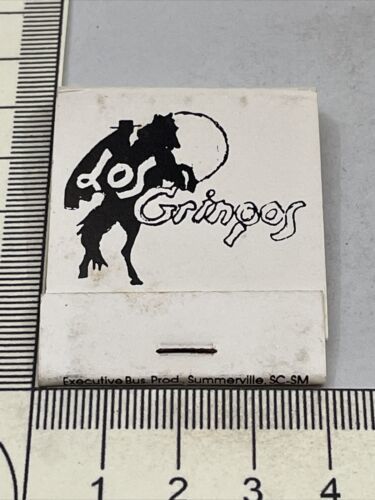 Los
Gringos
Executive Bus. Prod., Summerville, SC-SM
1 2 3 4